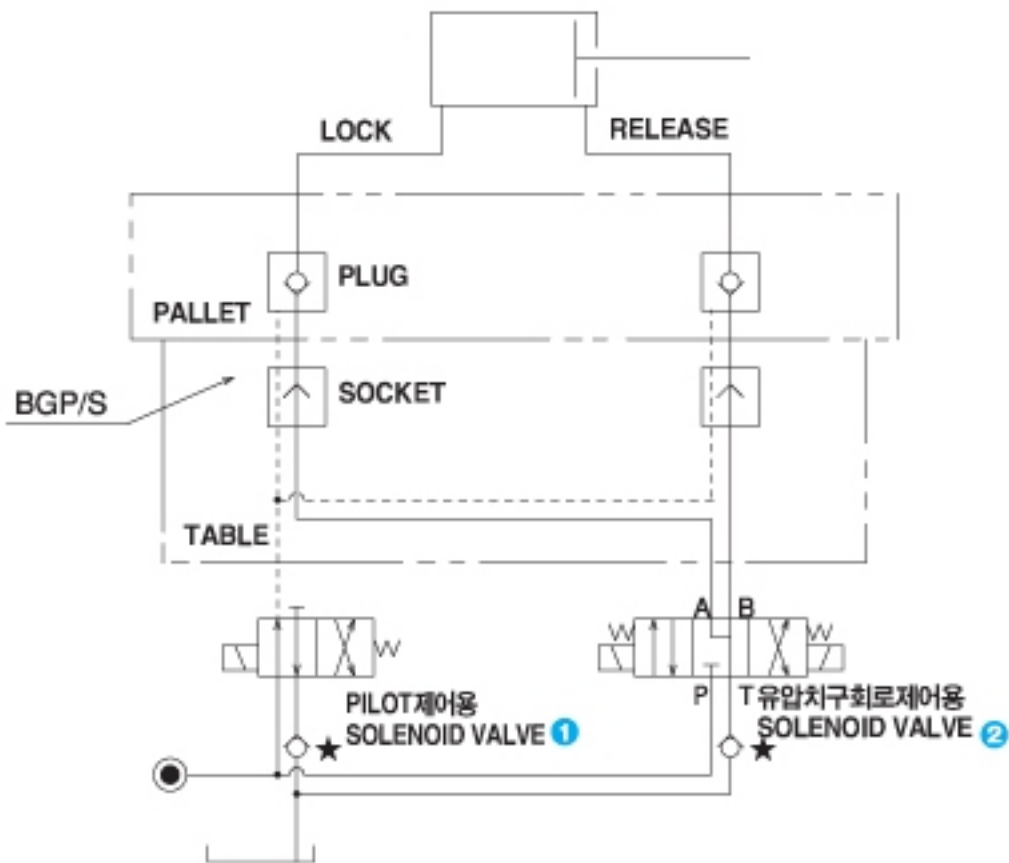 LOCK
RELEASE
PLUG
PALLET
BGP/S
SOCKET
TABLE
A B
P T
PILOT제어용
SOLENOID VALVE 1
유압치구회로제어용
SOLENOID VALVE 2